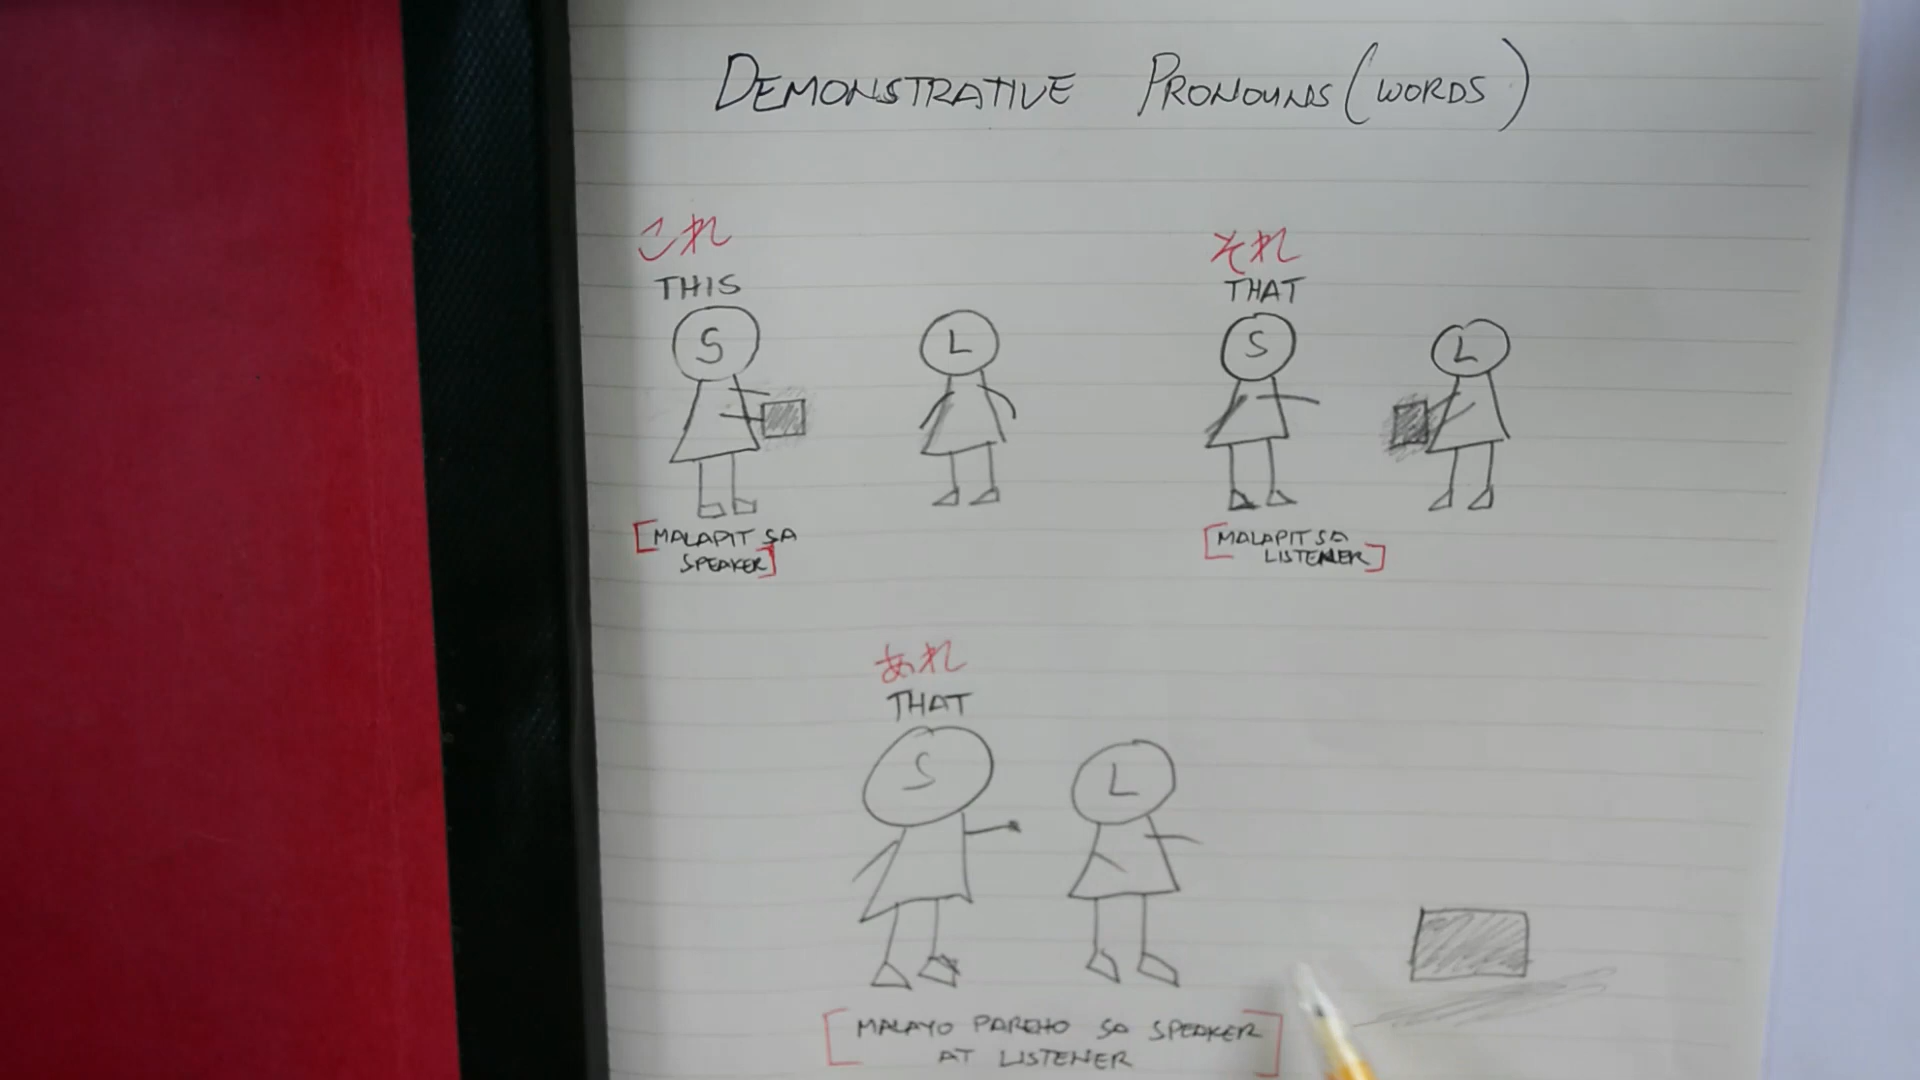 DEMONSTRATIVE PRONOUNS (WORDS)
これ
THIS
S
L
[MALAPIT SA
SPEAKER]
それ
THAT
S
L
[MALAPIT SA
LISTENER]
あれ
THAT
S
L
[MALAYO PAREHO SA SPEAKER
AT LISTENER]